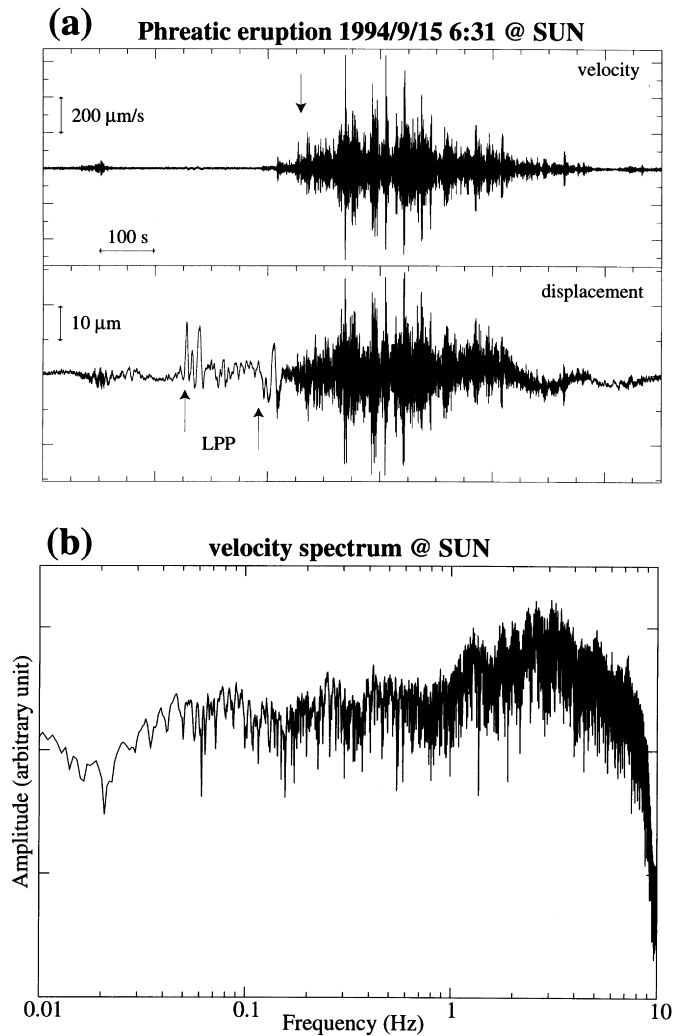 (a)
Phreatic eruption 1994/9/15 6:31 @ SUN
velocity
200 μm/s
100 s
displacement
10 μm
LPP
(b)
velocity spectrum @ SUN
Amplitude (arbitrary unit)
0.01 0.1 1 10
Frequency (Hz)